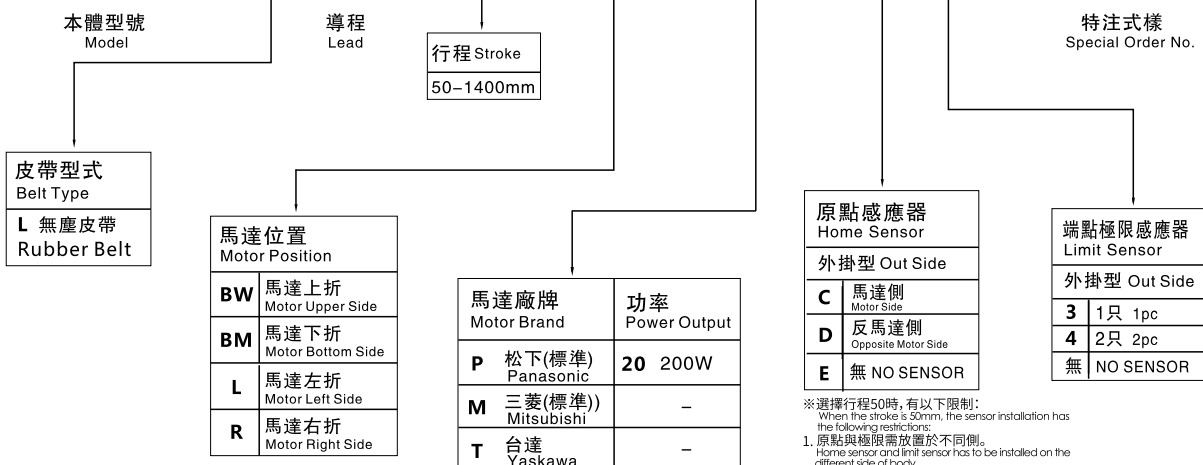 本體型號
Model
導程
Lead
行程 Stroke
50-1400mm
特注式樣
Special Order No.
皮帶型式
Belt Type
L 無塵皮帶
Rubber Belt
馬達位置
Motor Position
BW 馬達上折
Motor Upper Side
BM 馬達下折
Motor Bottom Side
L 馬達左折
Motor Left Side
R 馬達右折
Motor Right Side
馬達廠牌 功率
Motor Brand Power Output
P 松下(標準) 20 200W
Panasonic
M 三菱(標準)) –
Mitsubishi
T 台達 –
Yaskawa
原點感應器
Home Sensor
外掛型 Out Side
C 馬達側
Motor Side
D 反馬達側
Opposite Motor Side
E 無 NO SENSOR
端點極限感應器
Limit Sensor
外掛型 Out Side
3 1只 1pc
4 2只 2pc
無 NO SENSOR
※選擇行程50時,有以下限制:
When the stroke is 50mm, the sensor installation has
the following restrictions:
1. 原點與極限需放置於不同側。
Home sensor and limit sensor has to be installed on the
different side of body